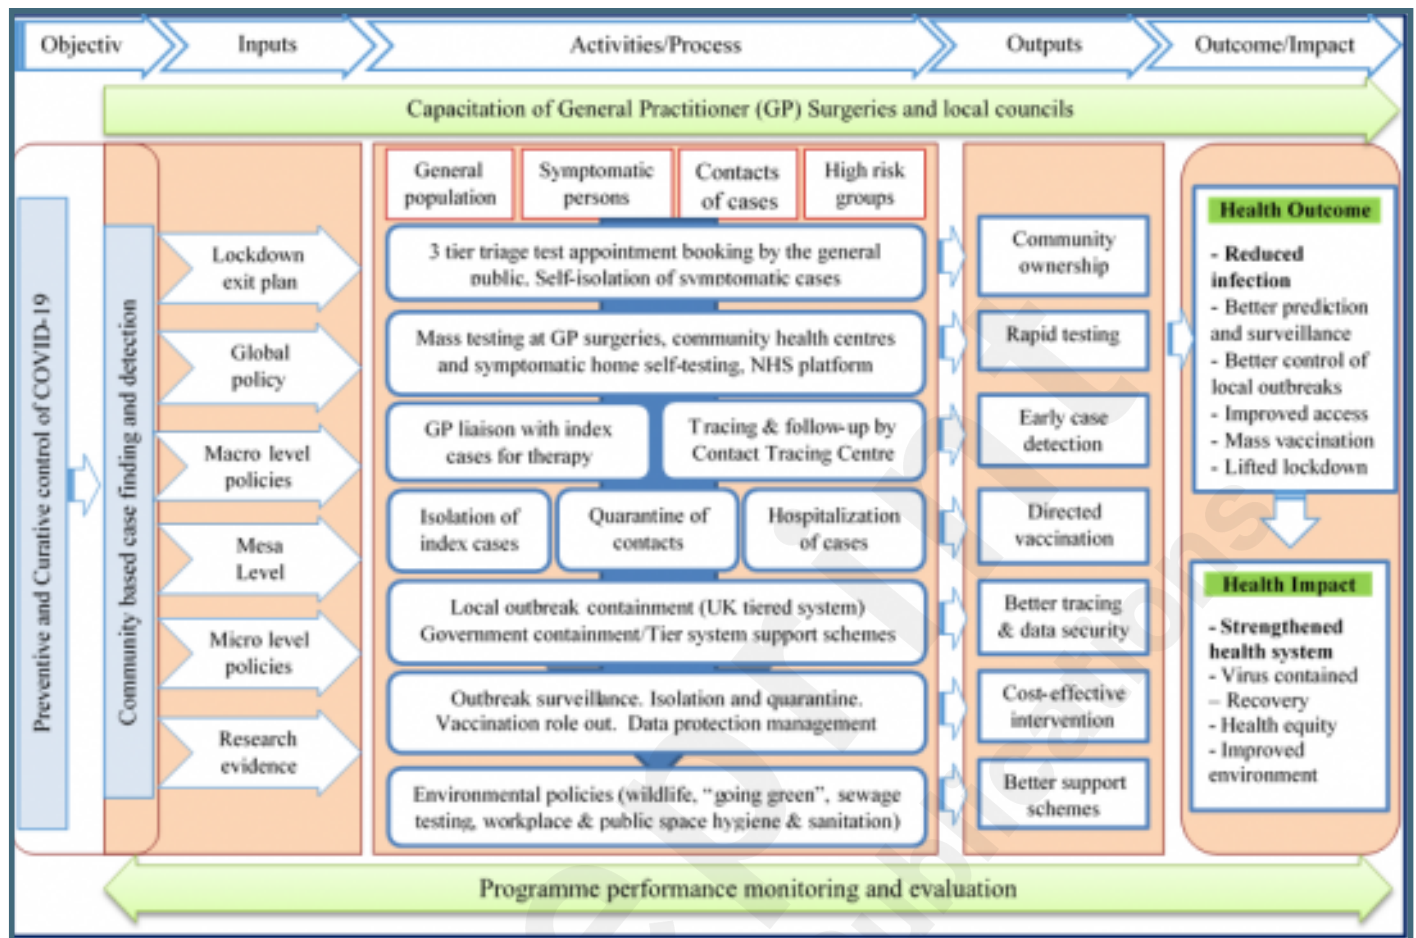 Objectiv
Inputs
Activities/Process
Outputs
Outcome/Impact
Capacitation of General Practitioner (GP) Surgeries and local councils
Preventive and Curative control of COVID-19
Community based case finding and detection
Lockdown
exit plan
Global
policy
Macro level
policies
Mesa
Level
Micro level
policies
Research
evidence
General
population
Symptomatic
persons
Contacts
of cases
High risk
groups
3 tier triage test appointment booking by the general
public. Self-isolation of symptomatic cases
Mass testing at GP surgeries, community health centres
and symptomatic home self-testing, NHS platform
GP liaison with index
cases for therapy
Tracing & follow-up by
Contact Tracing Centre
Isolation of
index cases
Quarantine of
contacts
Hospitalization
of cases
Local outbreak containment (UK tiered system)
Government containment/Tier system support schemes
Outbreak surveillance. Isolation and quarantine.
Vaccination role out. Data protection management
Environmental policies (wildlife, “going green”, sewage
testing, workplace & public space hygiene & sanitation)
Community
ownership
Rapid testing
Early case
detection
Directed
vaccination
Better tracing
& data security
Cost-effective
intervention
Better support
schemes
Health Outcome
- Reduced
infection
- Better prediction
and surveillance
- Better control of
local outbreaks
- Improved access
- Mass vaccination
- Lifted lockdown
Health Impact
- Strengthened
health system
- Virus contained
– Recovery
- Health equity
- Improved
environment
Programme performance monitoring and evaluation